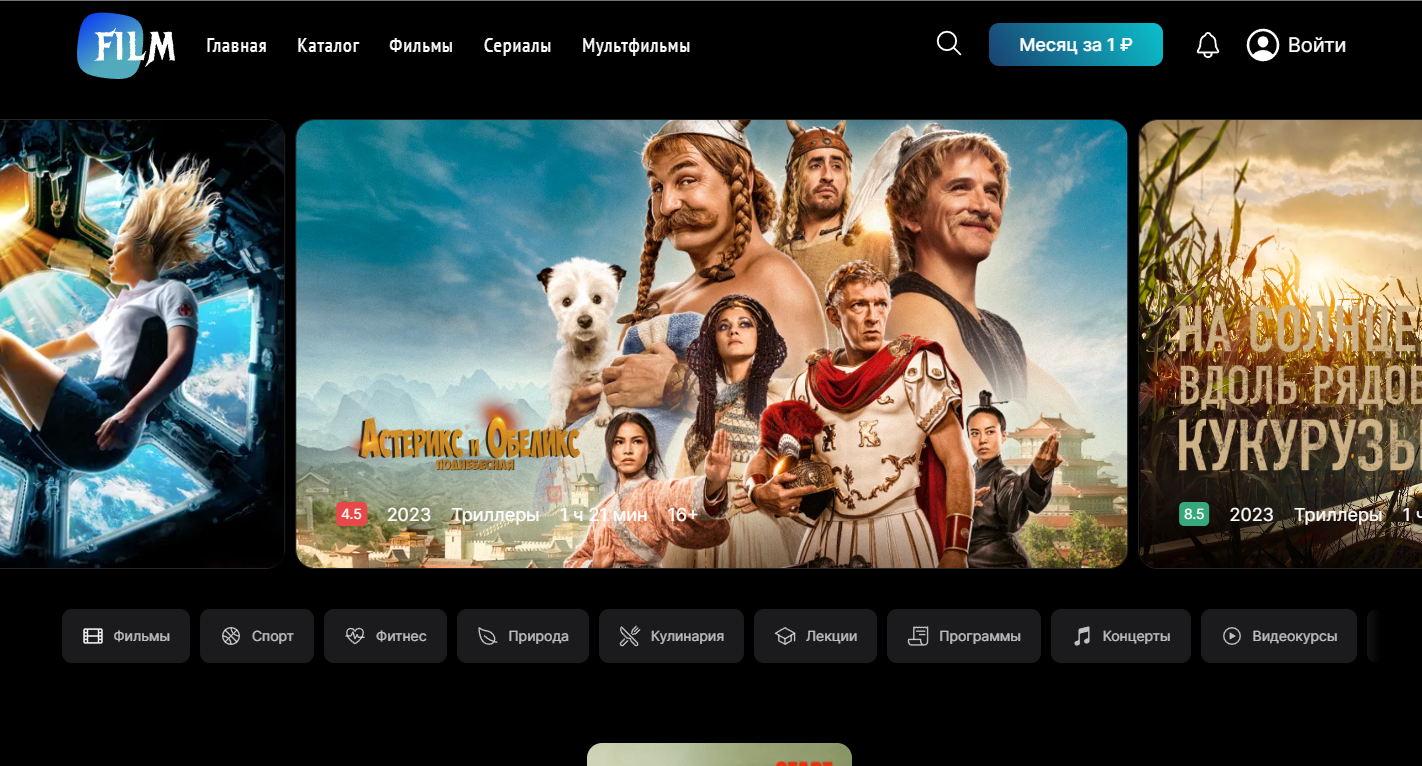 FILM
Главная
Каталог
Фильмы
Сериалы
Мультфильмы
Месяц за 1 ₽
Войти
Астерикс и Обеликс
Поднебесная
4.5 2023 Триллеры 1 ч 21 мин 16+
K
НА СОЛНЦЕ
ВДОЛЬ РЯДОВ
КУКУРУЗЫ
8.5 2023 Триллеры 1 ч
Фильмы
Спорт
Фитнес
Природа
Кулинария
Лекции
Программы
Концерты
Видеокурсы
START